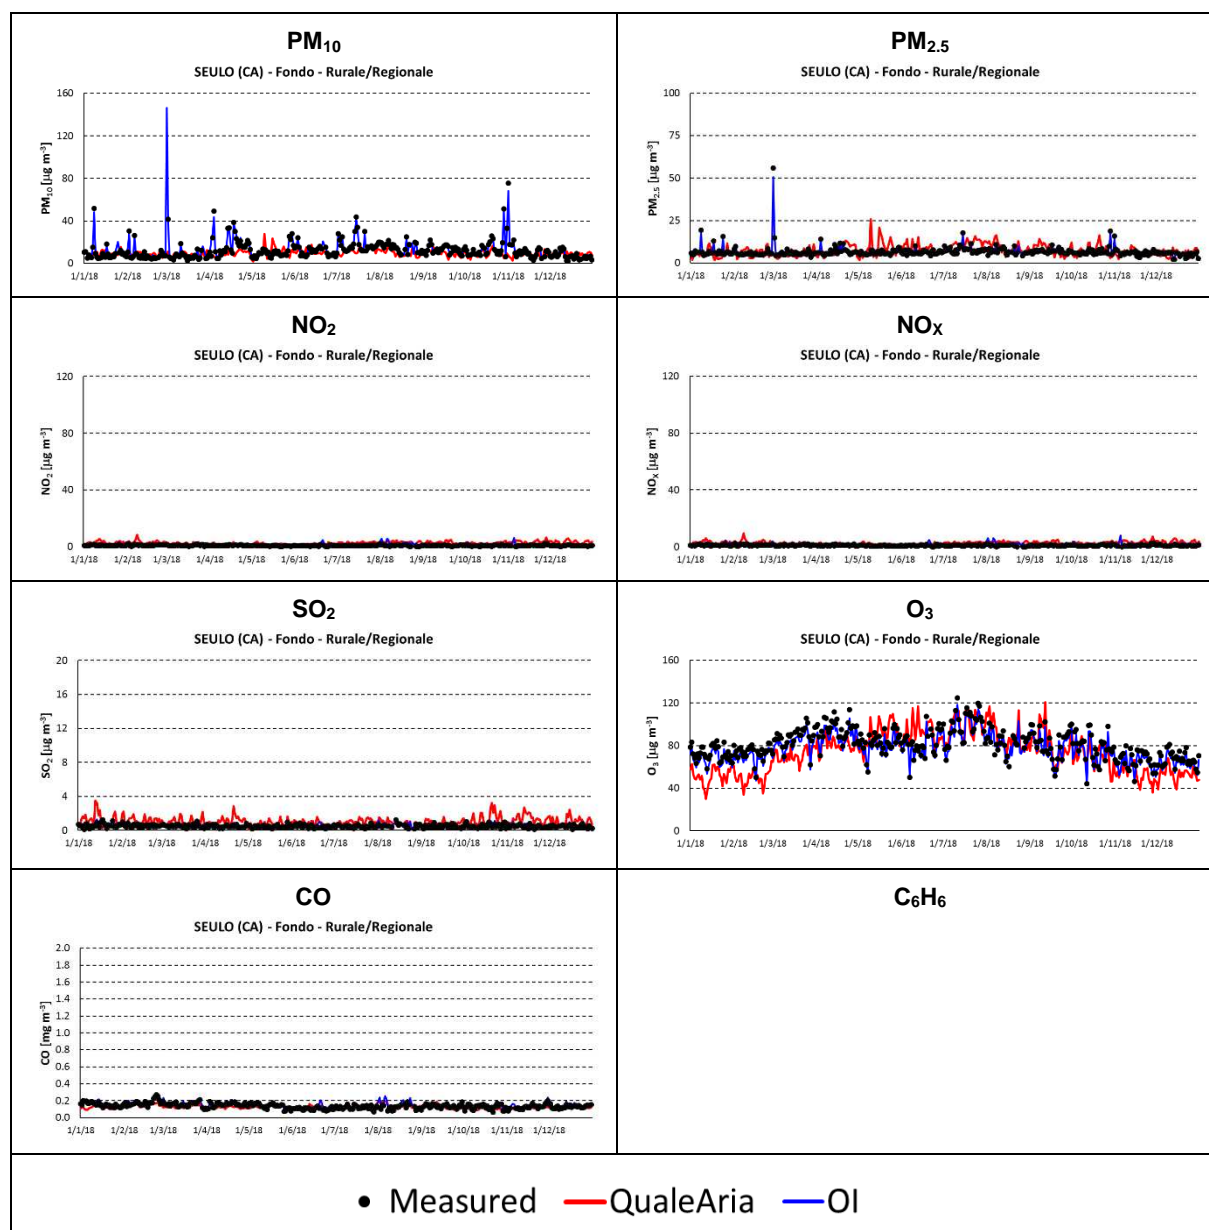 PM10
SEULO (CA) - Fondo - Rurale/Regionale
PM10 [µg m-3]
160
120
80
40
0
1/1/18 1/2/18 1/3/18 1/4/18 1/5/18 1/6/18 1/7/18 1/8/18 1/9/18 1/10/18 1/11/18 1/12/18
PM2.5
SEULO (CA) - Fondo - Rurale/Regionale
PM2.5 [µg m-3]
100
75
50
25
0
1/1/18 1/2/18 1/3/18 1/4/18 1/5/18 1/6/18 1/7/18 1/8/18 1/9/18 1/10/18 1/11/18 1/12/18
NO2
SEULO (CA) - Fondo - Rurale/Regionale
NO2 [µg m-3]
120
80
40
0
1/1/18 1/2/18 1/3/18 1/4/18 1/5/18 1/6/18 1/7/18 1/8/18 1/9/18 1/10/18 1/11/18 1/12/18
NOX
SEULO (CA) - Fondo - Rurale/Regionale
NOX [µg m-3]
120
80
40
0
1/1/18 1/2/18 1/3/18 1/4/18 1/5/18 1/6/18 1/7/18 1/8/18 1/9/18 1/10/18 1/11/18 1/12/18
SO2
SEULO (CA) - Fondo - Rurale/Regionale
SO2 [µg m-3]
20
16
12
8
4
0
1/1/18 1/2/18 1/3/18 1/4/18 1/5/18 1/6/18 1/7/18 1/8/18 1/9/18 1/10/18 1/11/18 1/12/18
O3
SEULO (CA) - Fondo - Rurale/Regionale
O3 [µg m-3]
160
120
80
40
0
1/1/18 1/2/18 1/3/18 1/4/18 1/5/18 1/6/18 1/7/18 1/8/18 1/9/18 1/10/18 1/11/18 1/12/18
CO
SEULO (CA) - Fondo - Rurale/Regionale
CO [mg m-3]
2.0
1.8
1.6
1.4
1.2
1.0
0.8
0.6
0.4
0.2
0.0
1/1/18 1/2/18 1/3/18 1/4/18 1/5/18 1/6/18 1/7/18 1/8/18 1/9/18 1/10/18 1/11/18 1/12/18
C6H6
Measured QualeAria OI